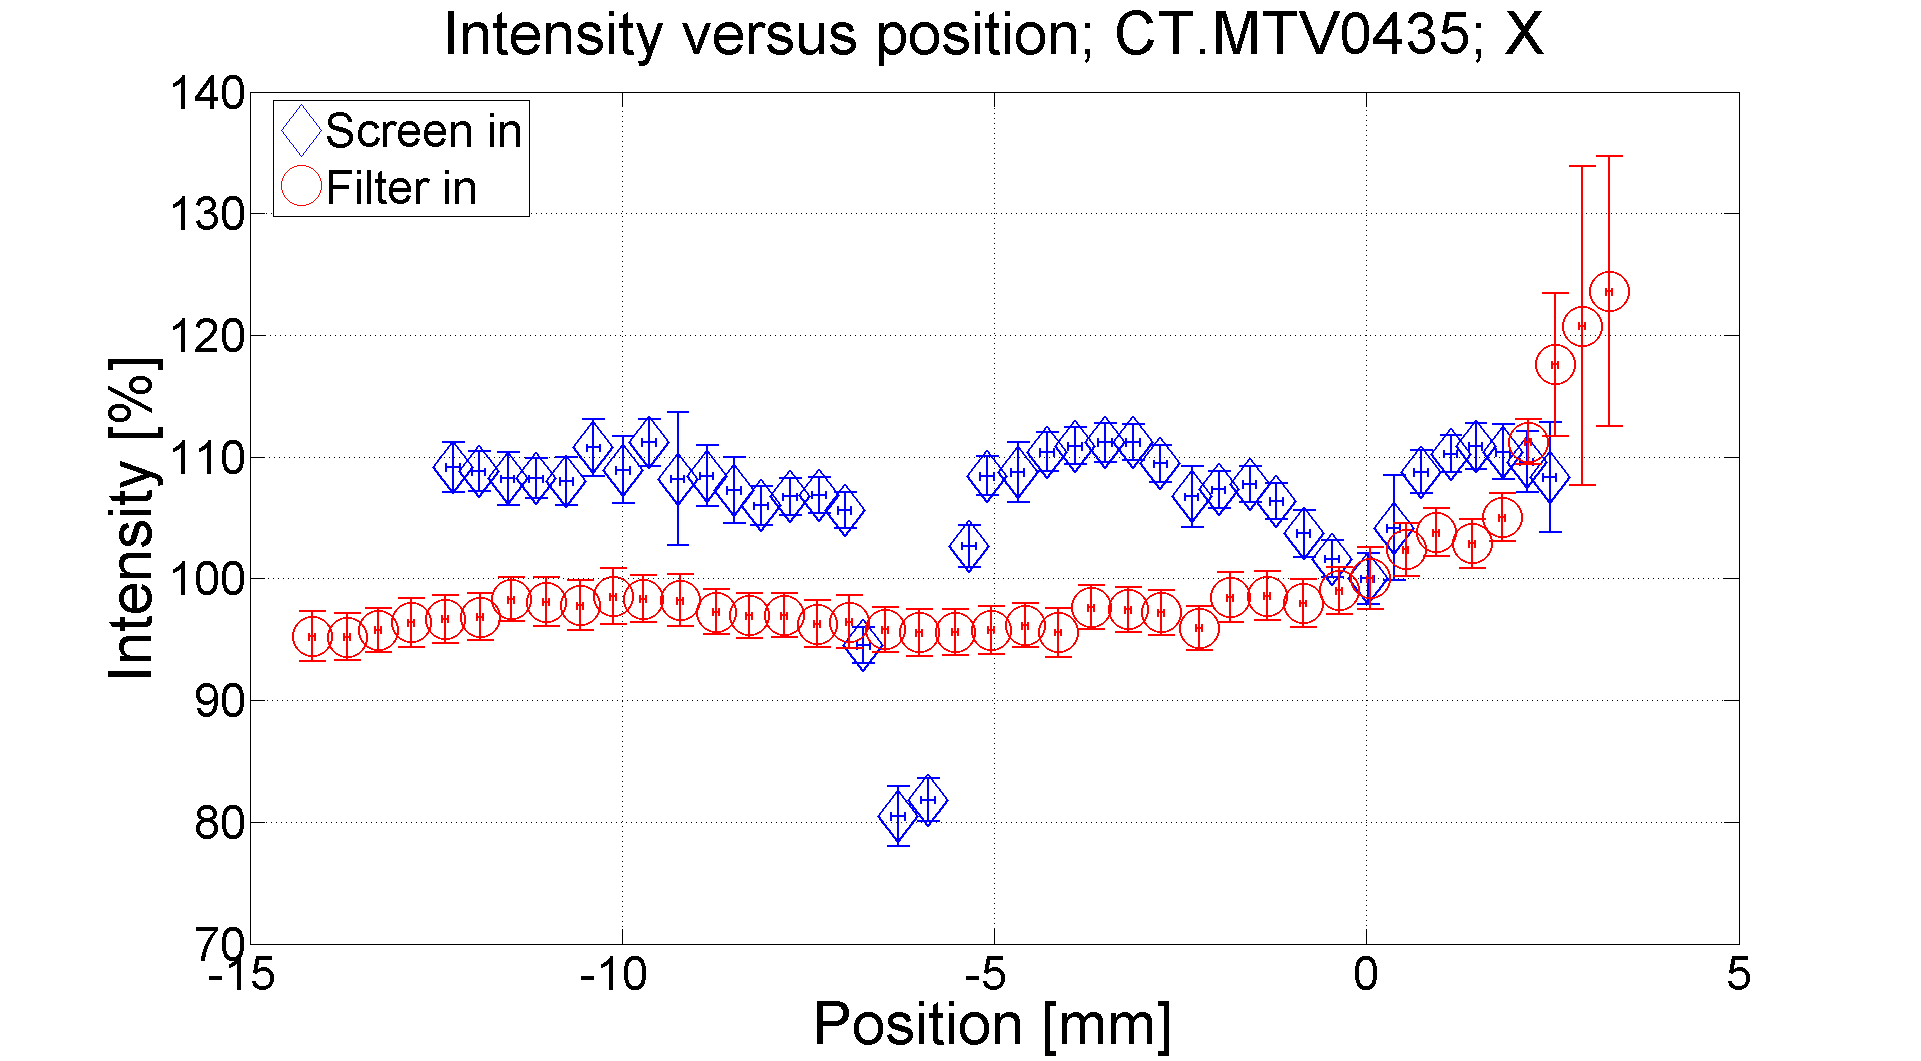 Intensity versus position; CT.MTV0435; X
140
130
120
110
100
90
80
70
Intensity [%]
Screen in
Filter in
-15
-10
-5
0
5
Position [mm]